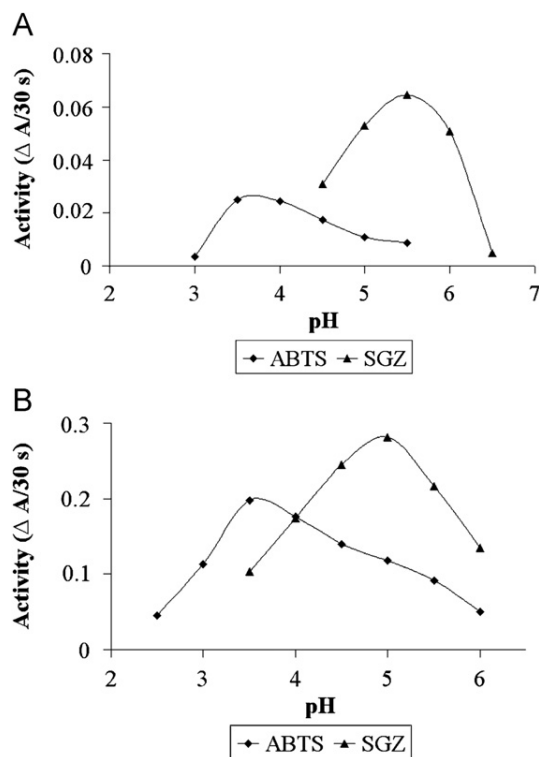 A
Activity (Δ A/30 s)
0.08
0.06
0.04
0.02
0
2 3 4 5 6 7
pH
ABTS SGZ
B
Activity (Δ A/30 s)
0.3
0.2
0.1
0
2 3 4 5 6
pH
ABTS SGZ